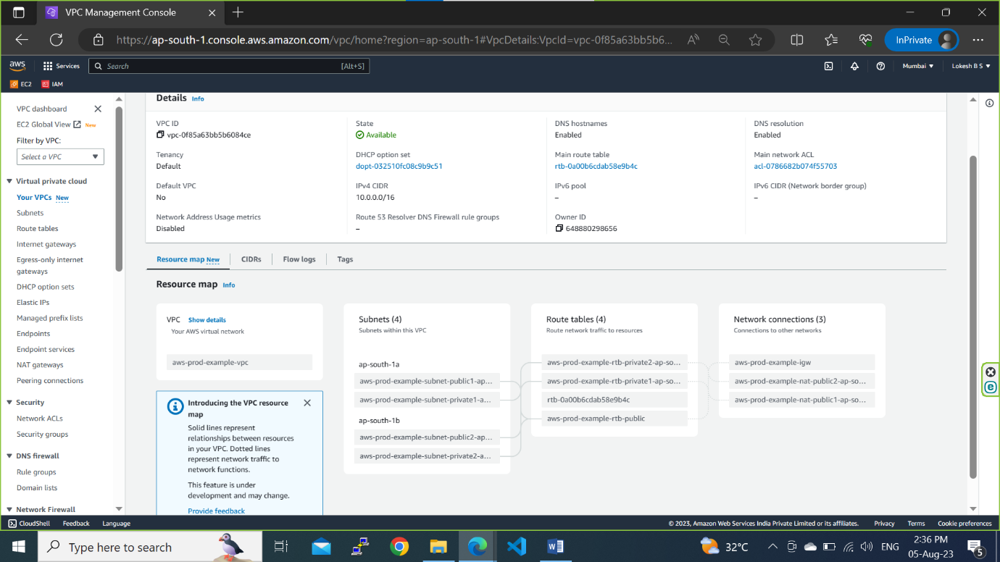 VPC Management Console
https://ap-south-1.console.aws.amazon.com/vpc/home?region=ap-south-1#VpcDetails:VpcId=vpc-0f85a63bb5b6...
InPrivate
aws
Services
Search
[Alt+S]
Mumbai
Lokesh B S
EC2
IAM
VPC dashboard
EC2 Global View New
Filter by VPC:
Select a VPC
Virtual private cloud
Your VPCs New
Subnets
Route tables
Internet gateways
Egress-only internet
gateways
DHCP option sets
Elastic IPs
Managed prefix lists
Endpoints
Endpoint services
NAT gateways
Peering connections
Security
Network ACLs
Security groups
DNS firewall
Rule groups
Domain lists
Network Firewall
Details Info
VPC ID
vpc-0f85a63bb5b6084ce
State
Available
DNS hostnames
Enabled
DNS resolution
Enabled
Tenancy
Default
DHCP option set
dopt-032510fc08c9b9c51
Main route table
rtb-0a00b6cdab58e9b4c
Main network ACL
acl-0786682b074f55703
Default VPC
No
IPv4 CIDR
10.0.0.0/16
IPv6 pool
–
IPv6 CIDR (Network border group)
–
Network Address Usage metrics
Disabled
Route 53 Resolver DNS Firewall rule groups
–
Owner ID
648880298656
Resource map New
CIDRs
Flow logs
Tags
Resource map Info
VPC Show details
Your AWS virtual network
aws-prod-example-vpc
Introducing the VPC resource
map
Solid lines represent
relationships between resources
in your VPC. Dotted lines
represent network traffic to
network functions.
This feature is under
development and may change.
Provide feedback
Subnets (4)
Subnets within this VPC
ap-south-1a
aws-prod-example-subnet-public1-ap...
aws-prod-example-subnet-private1-a...
ap-south-1b
aws-prod-example-subnet-public2-ap...
aws-prod-example-subnet-private2-a...
Route tables (4)
Route network traffic to resources
aws-prod-example-rtb-private2-ap-so...
aws-prod-example-rtb-private1-ap-so...
rtb-0a00b6cdab58e9b4c
aws-prod-example-rtb-public
Network connections (3)
Connections to other networks
aws-prod-example-igw
aws-prod-example-nat-public2-ap-so...
aws-prod-example-nat-public1-ap-so...
CloudShell
Feedback
Language
© 2023, Amazon Web Services India Private Limited or its affiliates.
Privacy
Terms
Cookie preferences
Type here to search
32°C
ENG
2:36 PM
05-Aug-23
5